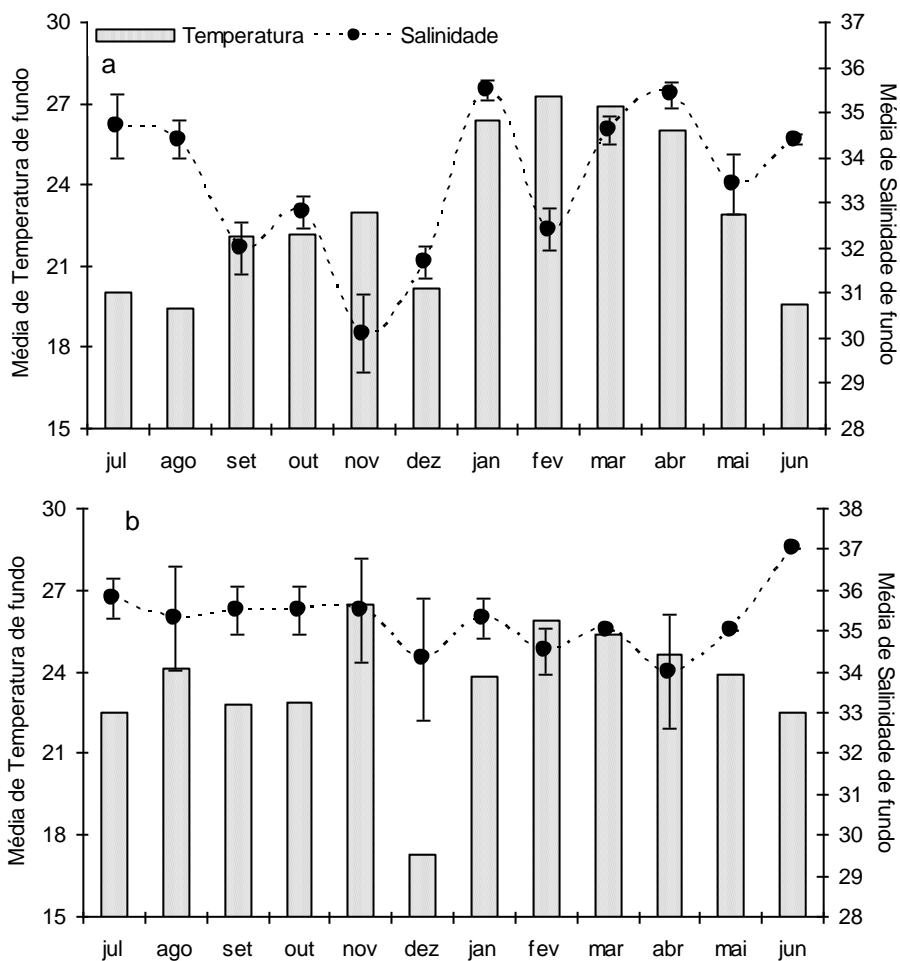 30 37
Temperatura Salinidade
a
27 36
35
24 34
33
21 32
31
18 30
29
15 28
Média de Temperatura de fundo
Média de Salinidade de fundo
jul ago set out nov dez jan fev mar abr mai jun
30 38
b
27 37
36
24 35
34
21 33
32
18 31
30
15 29
28
Média de Temperatura de fundo
Média de Salinidade de fundo
jul ago set out nov dez jan fev mar abr mai jun